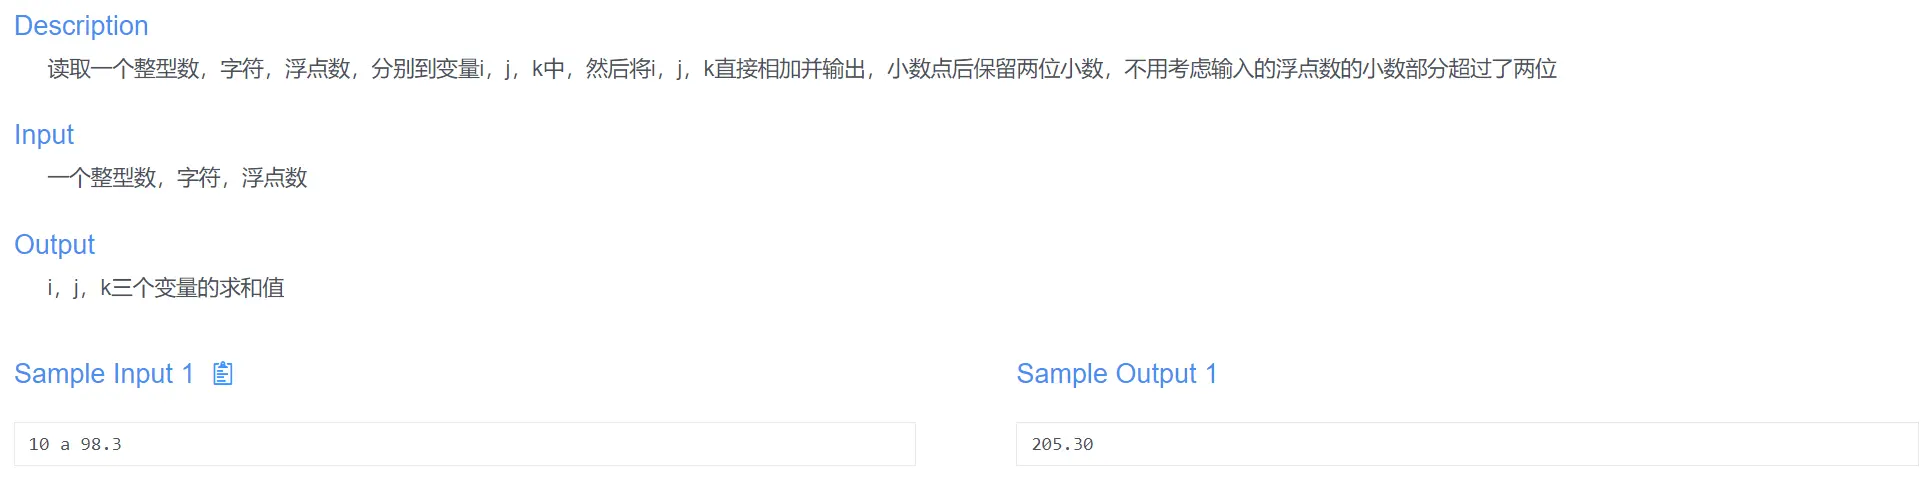 Description
读取一个整型数，字符，浮点数，分别到变量i，j，k中，然后将i，j，k直接相加并输出，小数点后保留两位小数，不用考虑输入的浮点数的小数部分超过了两位
Input
一个整型数，字符，浮点数
Output
i，j，k三个变量的求和值
Sample Input 1
10 a 98.3
Sample Output 1
205.30